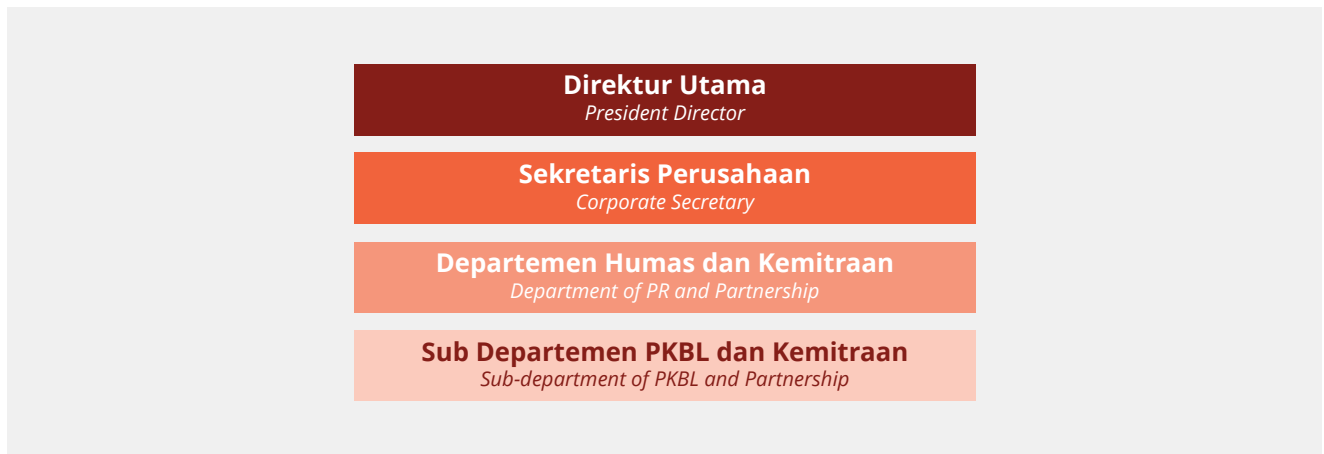 Direktur Utama
President Director
Sekretaris Perusahaan
Corporate Secretary
Departemen Humas dan Kemitraan
Department of PR and Partnership
Sub Departemen PKBL dan Kemitraan
Sub-department of PKBL and Partnership